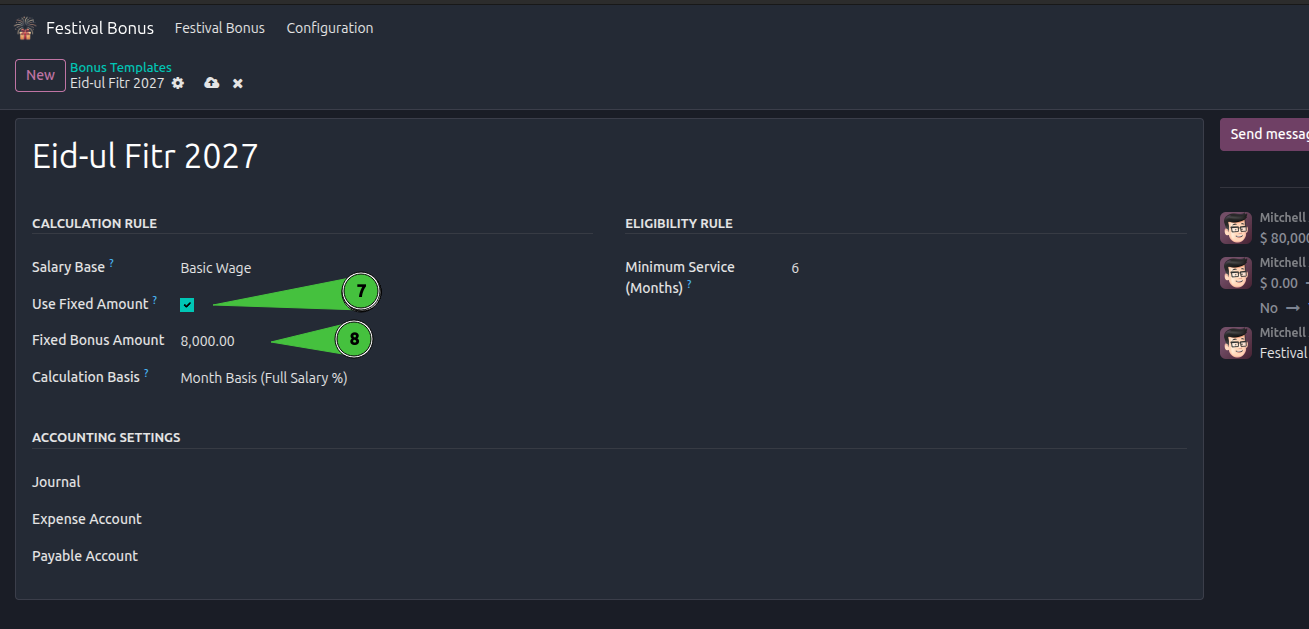 Festival Bonus Festival Bonus Configuration
New
Bonus Templates
Eid-ul Fitr 2027
Eid-ul Fitr 2027
CALCULATION RULE
Salary Base ? Basic Wage
Use Fixed Amount ?
7
Fixed Bonus Amount 8,000.00
8
Calculation Basis ? Month Basis (Full Salary %)
ELIGIBILITY RULE
Minimum Service
(Months) ? 6
ACCOUNTING SETTINGS
Journal
Expense Account
Payable Account
Send messag
Mitchell
$ 80,000
Mitchell
$ 0.00
No →
Mitchell
Festival